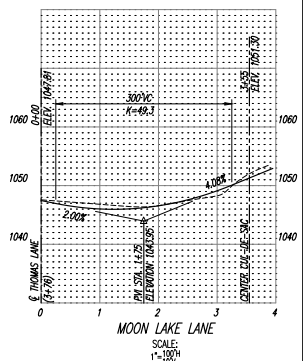 0+00
ELEV. 1047.81
3+55
ELEV. 1051.30
300'VC
K=49.3
1060
1060
1050
1050
1040
1040
2.00%
4.08%
℄ THOMAS LANE
(3+76)
PVI STA. 1+75
ELEVATION: 1043.95
CENTER CUL-DE-SAC
0 1 2 3 4
MOON LAKE LANE
SCALE:
1"=100'H